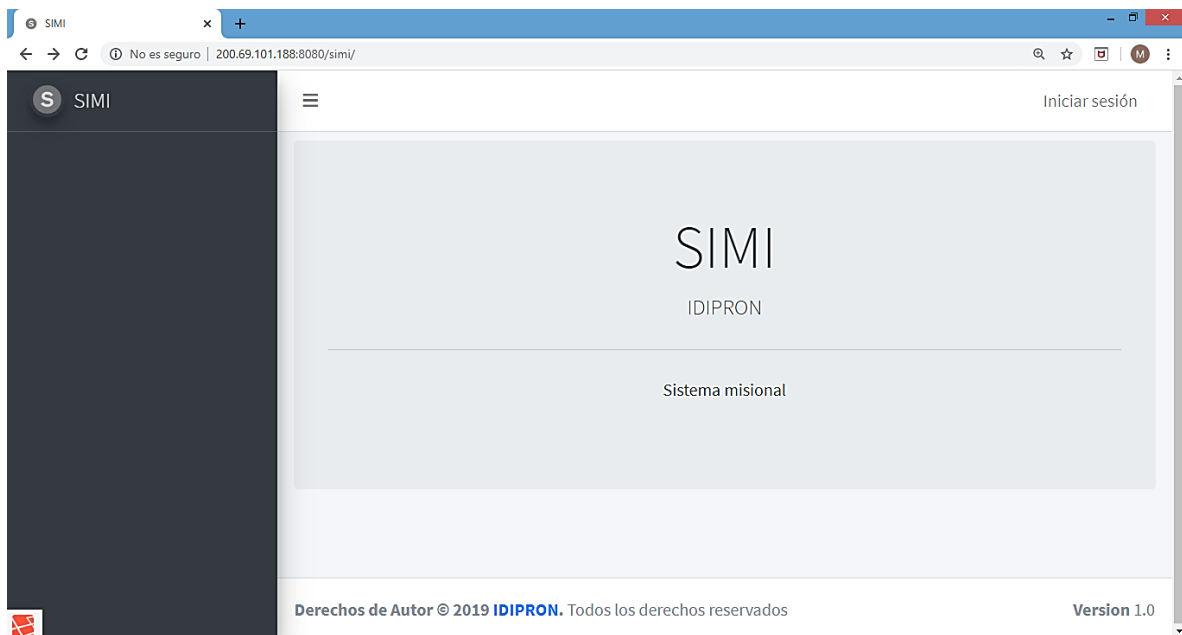 SIMI
No es seguro | 200.69.101.188:8080/simi/
M
S SIMI
Iniciar sesión
SIMI
IDIPRON
Sistema misional
Derechos de Autor © 2019 IDIPRON. Todos los derechos reservados
Version 1.0